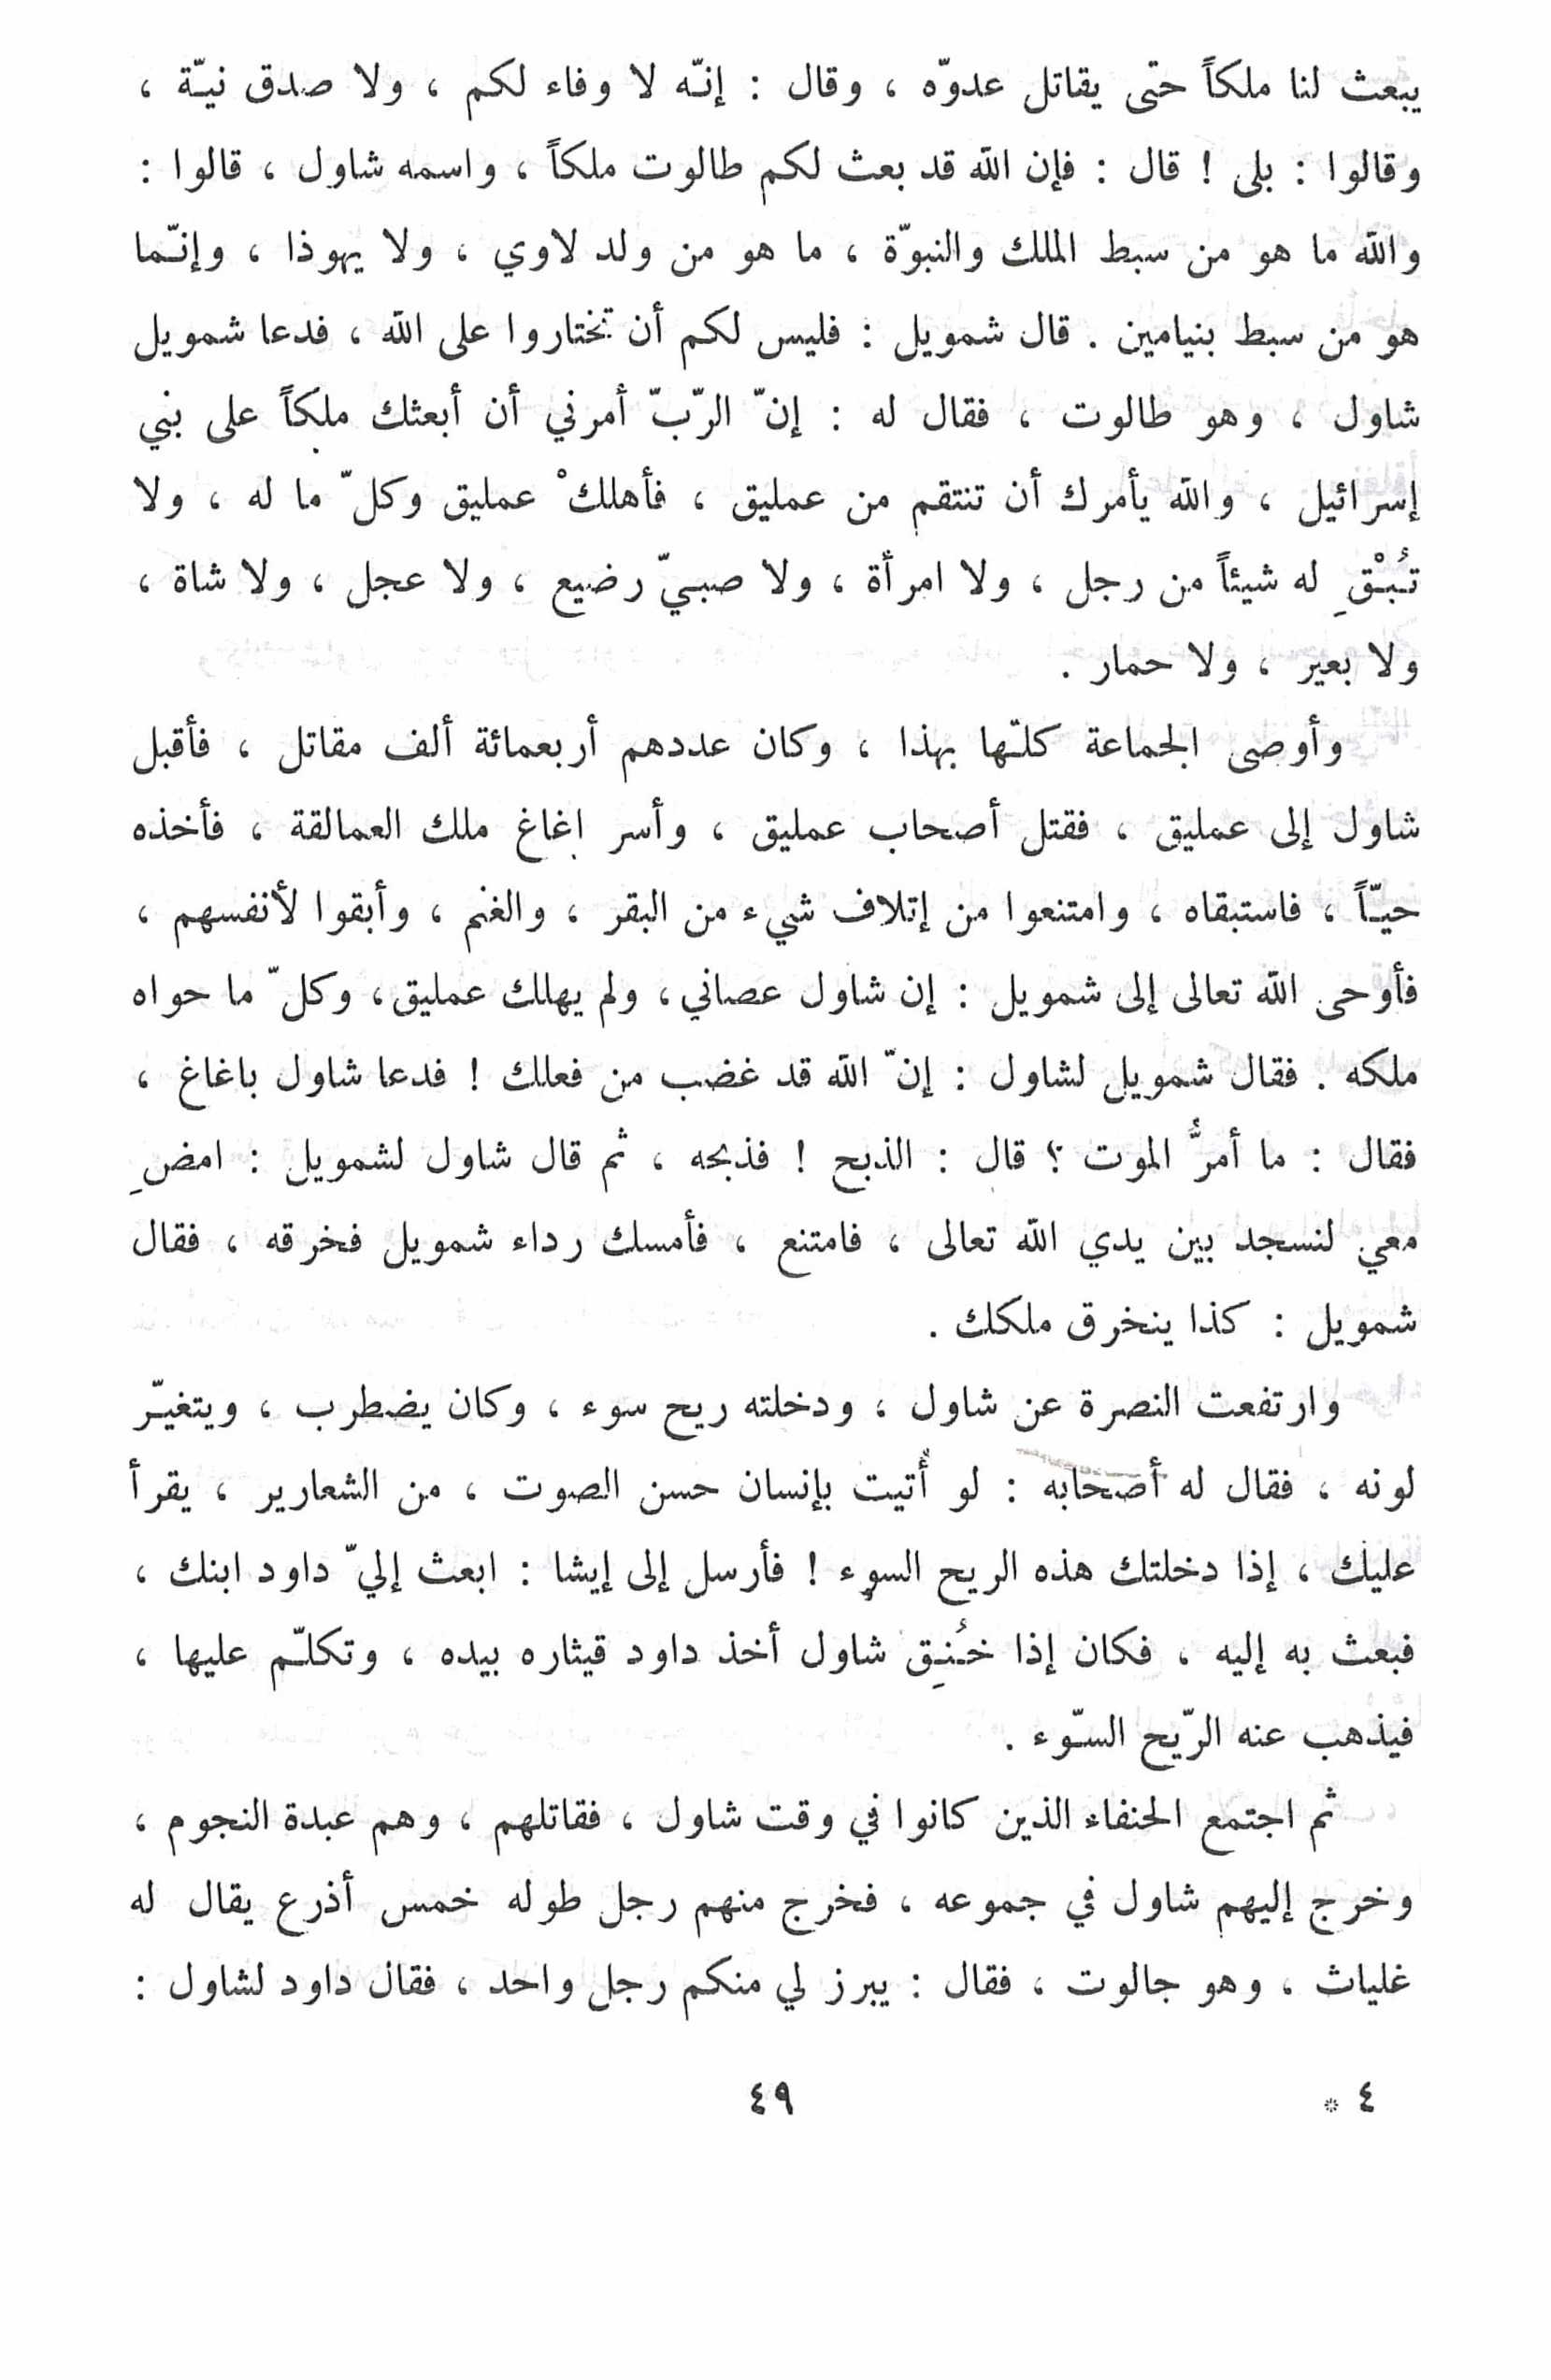 يبعث لنا ملكاً حتّى يقاتل عدوّه ، وقال : إنّه لا وفاء لكم ، ولا صدق نيّة ،
وقالوا : بلى ! قال : فإن الله قد بعث لكم طالوت ملكاً ، واسمه شاول ، قالوا :
والله ما هو من سبط الملك والنبوّة ، ما هو من ولد لاوي ، ولا يهوذا ، وإنّما
هو من سبط بنيامين . قال شمويل : فليس لكم أن تختاروا على الله ، فدعا شمويل
شاول ، وهو طالوت ، فقال له : إنّ الرّبّ أمرني أن أبعثك ملكاً على بني
إسرائيل ، والله يأمرك أن تنتقم من عمليق ، فأهلكْ عمليق وكلّ ما له ، ولا
تُبْقِ له شيئاً من رجل ، ولا امرأة ، ولا صبيّ رضيع ، ولا عجل ، ولا شاة ،
ولا بعير ، ولا حمار .
وأوصى الجماعة كلّها بهذا ، وكان عددهم أربعمائة ألف مقاتل ، فأقبل
شاول إلى عمليق ، فقتل أصحاب عمليق ، وأسر اغاغ ملك العمالقة ، فأخذه
حيّاً ، فاستبقاه ، وامتنعوا من إتلاف شيء من البقر ، والغنم ، وأبقوا لأنفسهم ،
فأوحى الله تعالى إلى شمويل : إن شاول عصاني ، ولم يهلك عمليق ، وكلّ ما حواه
ملكه . فقال شمويل لشاول : إنّ الله قد غضب من فعلك ! فدعا شاول باغاغ ،
فقال : ما أمرُّ الموت ؟ قال : الذبح ! فذبحه ، ثم قال شاول لشمويل : امضِ
معي لنسجد بين يدي الله تعالى ، فامتنع ، فأمسك رداء شمويل فخرقه ، فقال
شمويل : كذا ينخرق ملكك .
وارتفعت النصرة عن شاول ، ودخلته ريح سوء ، وكان يضطرب ، ويتغيّر
لونه ، فقال له أصحابه : لو أُتيت بإنسان حسن الصوت ، من الشعارير ، يقرأ
عليك ، إذا دخلتك هذه الريح السوء ! فأرسل إلى إيشا : ابعث إليّ داود ابنك ،
فبعث به إليه ، فكان إذا خُنِق شاول أخذ داود قيثاره بيده ، وتكلّم عليها ،
فيذهب عنه الرّيح السّوء .
ثم اجتمع الحنفاء الذين كانوا في وقت شاول ، فقاتلهم ، وهم عبدة النجوم ،
وخرج إليهم شاول في جموعه ، فخرج منهم رجل طوله خمس أذرع يقال له
غلياث ، وهو جالوت ، فقال : يبرز لي منكم رجل واحد ، فقال داود لشاول :
٤ * ٤٩